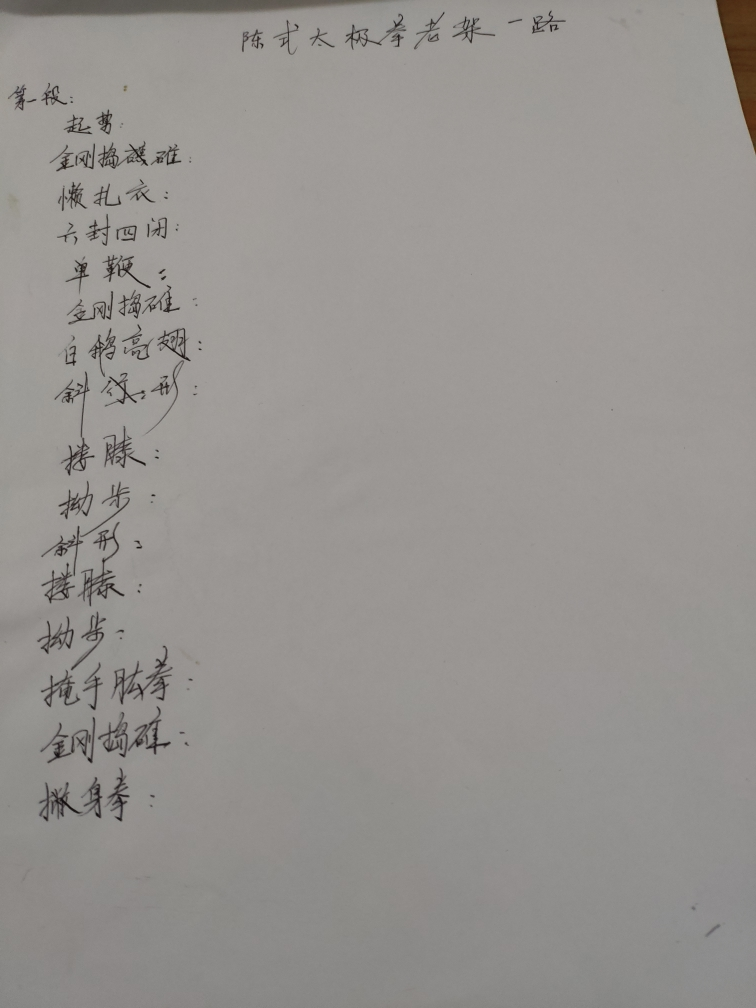 陈式太极拳老架一路
第一段：
起势：
金刚捣碓：
懒扎衣：
六封四闭：
单鞭：
金刚捣碓：
白鹅亮翅：
斜形：
搂膝：
拗步：
斜形：
搂膝：
拗步：
掩手肱拳：
金刚捣碓：
撇身拳：